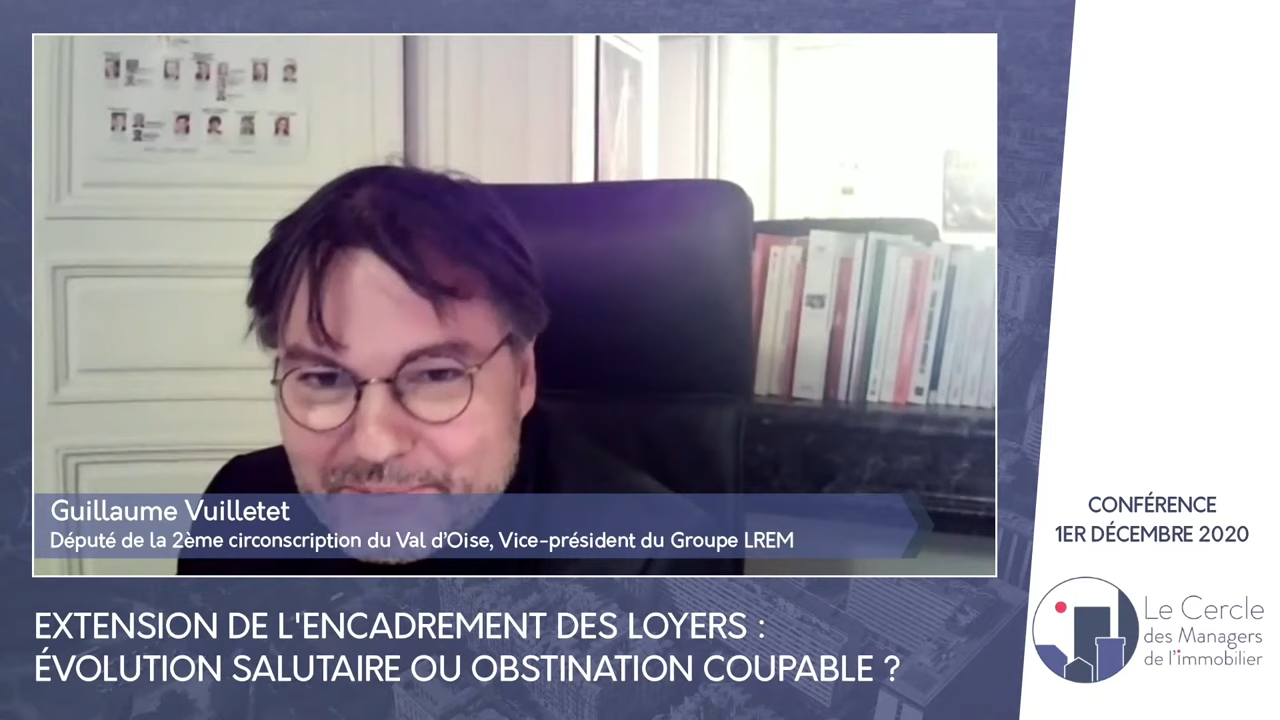 Guillaume Vuilletet
Député de la 2ème circonscription du Val d'Oise, Vice-président du Groupe LREM
EXTENSION DE L'ENCADREMENT DES LOYERS :
ÉVOLUTION SALUTAIRE OU OBSTINATION COUPABLE ?
CONFÉRENCE
1ER DÉCEMBRE 2020
Le Cercle
des Managers
de l'immobilier